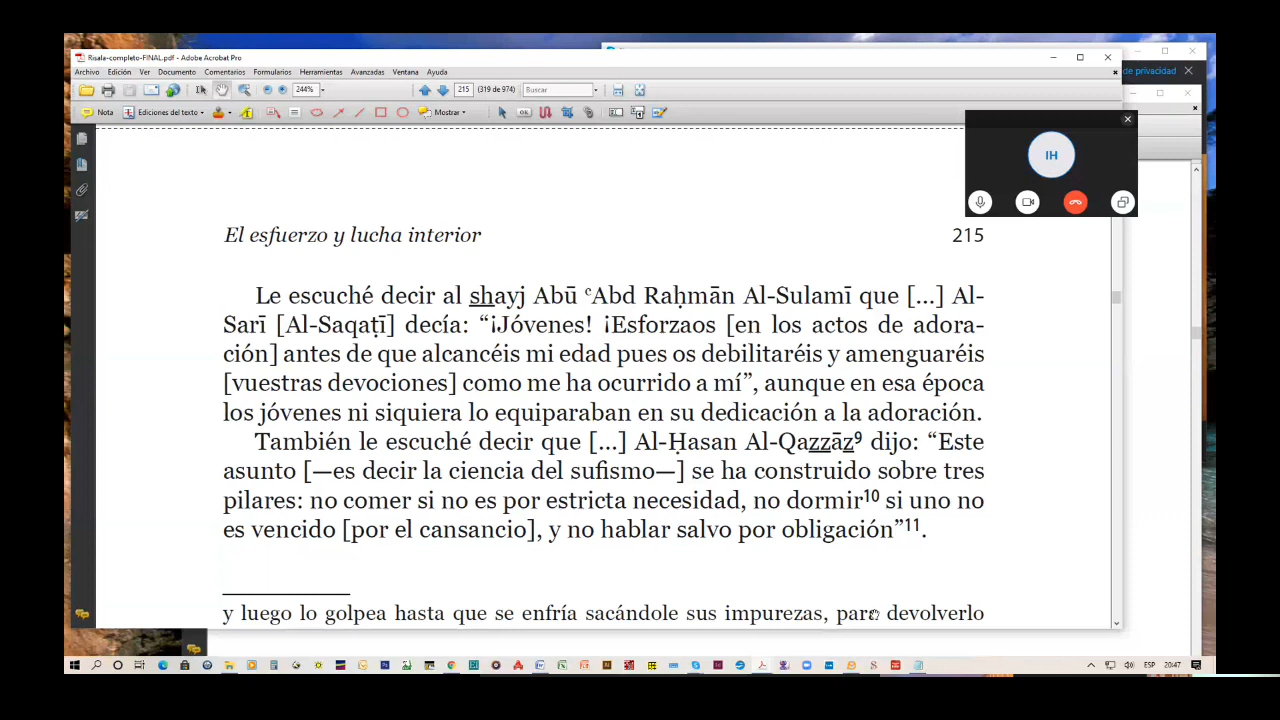 Risala-completo-FINAL.pdf - Adobe Acrobat Pro
Archivo Edición Ver Documento Comentarios Formularios Herramientas Avanzadas Ventana Ayuda
de privacidad
244% 215 (319 de 974) Buscar
Nota Ediciones del texto Mostrar
IH
El esfuerzo y lucha interior 215
Le escuché decir al shayj Abū ʿAbd Raḥmān Al-Sulamī que [...] Al-
Sarī [Al-Saqaṭī] decía: “¡Jóvenes! ¡Esforzaos [en los actos de adora-
ción] antes de que alcancéis mi edad pues os debilitaréis y amenguaréis
[vuestras devociones] como me ha ocurrido a mí”, aunque en esa época
los jóvenes ni siquiera lo equiparaban en su dedicación a la adoración.
También le escuché decir que [...] Al-Ḥasan Al-Qazzāz⁹ dijo: “Este
asunto [—es decir la ciencia del sufismo—] se ha construido sobre tres
pilares: no comer si no es por estricta necesidad, no dormir¹⁰ si uno no
es vencido [por el cansancio], y no hablar salvo por obligación”¹¹.
y luego lo golpea hasta que se enfría sacándole sus impurezas, para devolverlo
ESP 20:47